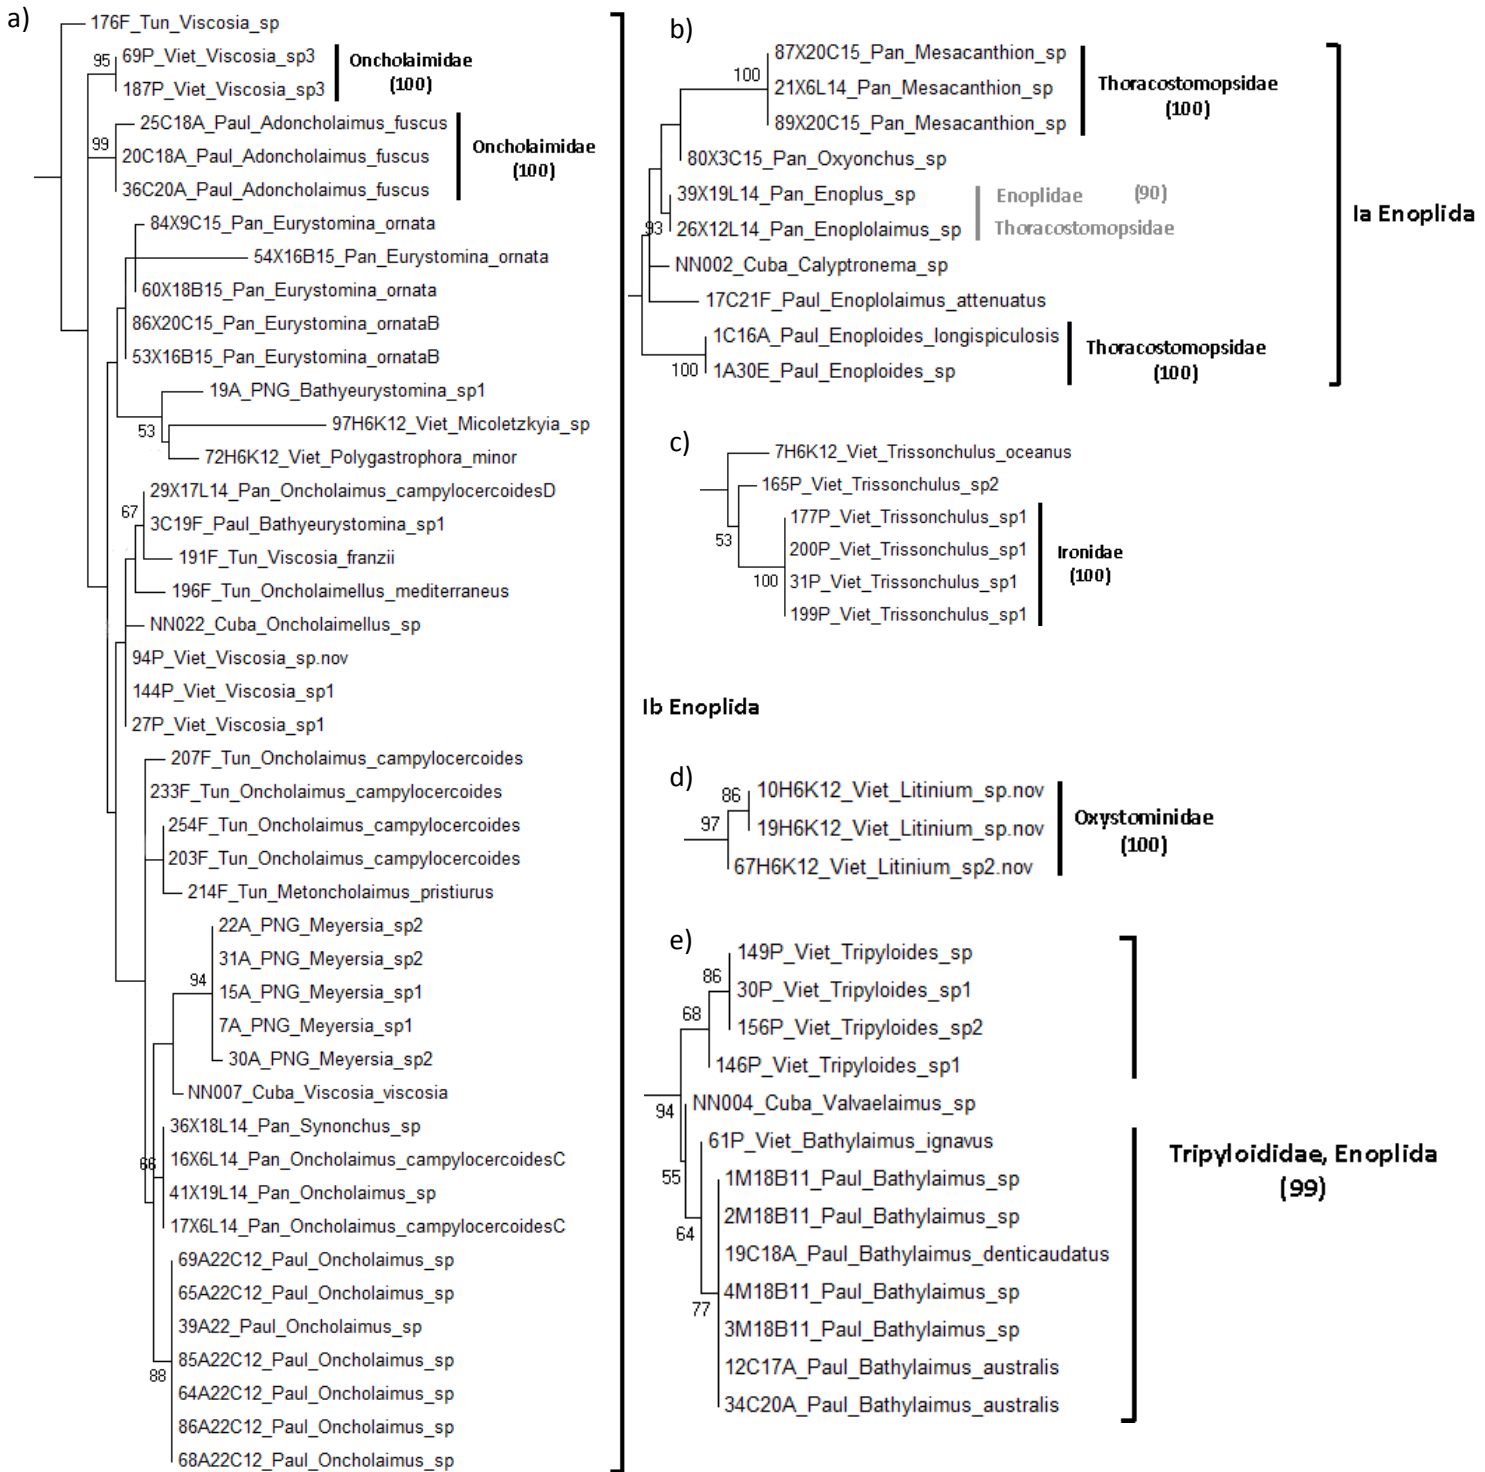 a)
176F_Tun_Viscosia_sp
95
69P_Viet_Viscosia_sp3
187P_Viet_Viscosia_sp3
Oncholaimidae
(100)
99
25C18A_Paul_Adoncholaimus_fuscus
20C18A_Paul_Adoncholaimus_fuscus
36C20A_Paul_Adoncholaimus_fuscus
Oncholaimidae
(100)
84X9C15_Pan_Eurystomina_ornata
54X16B15_Pan_Eurystomina_ornata
60X18B15_Pan_Eurystomina_ornata
86X20C15_Pan_Eurystomina_ornataB
53X16B15_Pan_Eurystomina_ornataB
19A_PNG_Bathyeurystomina_sp1
53
97H6K12_Viet_Micoletzkyia_sp
72H6K12_Viet_Polygastrophora_minor
29X17L14_Pan_Oncholaimus_campylocercoidesD
67
3C19F_Paul_Bathyeurystomina_sp1
191F_Tun_Viscosia_franzii
196F_Tun_Oncholaimellus_mediterraneus
NN022_Cuba_Oncholaimellus_sp
94P_Viet_Viscosia_sp.nov
144P_Viet_Viscosia_sp1
27P_Viet_Viscosia_sp1
207F_Tun_Oncholaimus_campylocercoides
233F_Tun_Oncholaimus_campylocercoides
254F_Tun_Oncholaimus_campylocercoides
203F_Tun_Oncholaimus_campylocercoides
214F_Tun_Metoncholaimus_pristiurus
22A_PNG_Meyersia_sp2
31A_PNG_Meyersia_sp2
94
15A_PNG_Meyersia_sp1
7A_PNG_Meyersia_sp1
30A_PNG_Meyersia_sp2
NN007_Cuba_Viscosia_viscosia
36X18L14_Pan_Synonchus_sp
66
16X6L14_Pan_Oncholaimus_campylocercoidesC
41X19L14_Pan_Oncholaimus_sp
17X6L14_Pan_Oncholaimus_campylocercoidesC
69A22C12_Paul_Oncholaimus_sp
65A22C12_Paul_Oncholaimus_sp
39A22_Paul_Oncholaimus_sp
85A22C12_Paul_Oncholaimus_sp
88
64A22C12_Paul_Oncholaimus_sp
86A22C12_Paul_Oncholaimus_sp
68A22C12_Paul_Oncholaimus_sp
Ib Enoplida
b)
87X20C15_Pan_Mesacanthion_sp
100
21X6L14_Pan_Mesacanthion_sp
89X20C15_Pan_Mesacanthion_sp
Thoracostomopsidae
(100)
80X3C15_Pan_Oxyonchus_sp
39X19L14_Pan_Enoplus_sp
93
26X12L14_Pan_Enoplolaimus_sp
Enoplidae (90)
Thoracostomopsidae
NN002_Cuba_Calyptronema_sp
17C21F_Paul_Enoplolaimus_attenuatus
1C16A_Paul_Enoploides_longispiculosis
100
1A30E_Paul_Enoploides_sp
Thoracostomopsidae
(100)
Ia Enoplida
c)
7H6K12_Viet_Trissonchulus_oceanus
165P_Viet_Trissonchulus_sp2
53
177P_Viet_Trissonchulus_sp1
200P_Viet_Trissonchulus_sp1
100
31P_Viet_Trissonchulus_sp1
199P_Viet_Trissonchulus_sp1
Ironidae
(100)
d)
86
10H6K12_Viet_Litinium_sp.nov
97
19H6K12_Viet_Litinium_sp.nov
67H6K12_Viet_Litinium_sp2.nov
Oxystominidae
(100)
e)
149P_Viet_Tripyloides_sp
86
30P_Viet_Tripyloides_sp1
68
156P_Viet_Tripyloides_sp2
146P_Viet_Tripyloides_sp1
94
NN004_Cuba_Valvaelaimus_sp
61P_Viet_Bathylaimus_ignavus
55
1M18B11_Paul_Bathylaimus_sp
2M18B11_Paul_Bathylaimus_sp
64
19C18A_Paul_Bathylaimus_denticaudatus
4M18B11_Paul_Bathylaimus_sp
77
3M18B11_Paul_Bathylaimus_sp
12C17A_Paul_Bathylaimus_australis
34C20A_Paul_Bathylaimus_australis
Tripyloididae, Enoplida
(99)